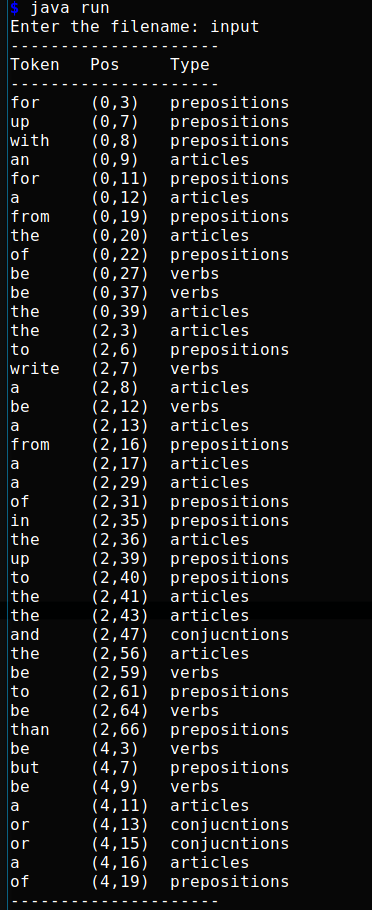 $ java run
Enter the filename: input
---------------------
Token   Pos     Type
---------------------
for     (0,3)   prepositions
up      (0,7)   prepositions
with    (0,8)   prepositions
an      (0,9)   articles
for     (0,11)  prepositions
a       (0,12)  articles
from    (0,19)  prepositions
the     (0,20)  articles
of      (0,22)  prepositions
be      (0,27)  verbs
be      (0,37)  verbs
the     (0,39)  articles
the     (2,3)   articles
to      (2,6)   prepositions
write   (2,7)   verbs
a       (2,8)   articles
be      (2,12)  verbs
a       (2,13)  articles
from    (2,16)  prepositions
a       (2,17)  articles
a       (2,29)  articles
of      (2,31)  prepositions
in      (2,35)  prepositions
the     (2,36)  articles
up      (2,39)  prepositions
to      (2,40)  prepositions
the     (2,41)  articles
the     (2,43)  articles
and     (2,47)  conjucntions
the     (2,56)  articles
be      (2,59)  verbs
to      (2,61)  prepositions
be      (2,64)  verbs
than    (2,66)  prepositions
be      (4,3)   verbs
but     (4,7)   prepositions
be      (4,9)   verbs
a       (4,11)  articles
or      (4,13)  conjucntions
or      (4,15)  conjucntions
a       (4,16)  articles
of      (4,19)  prepositions
---------------------